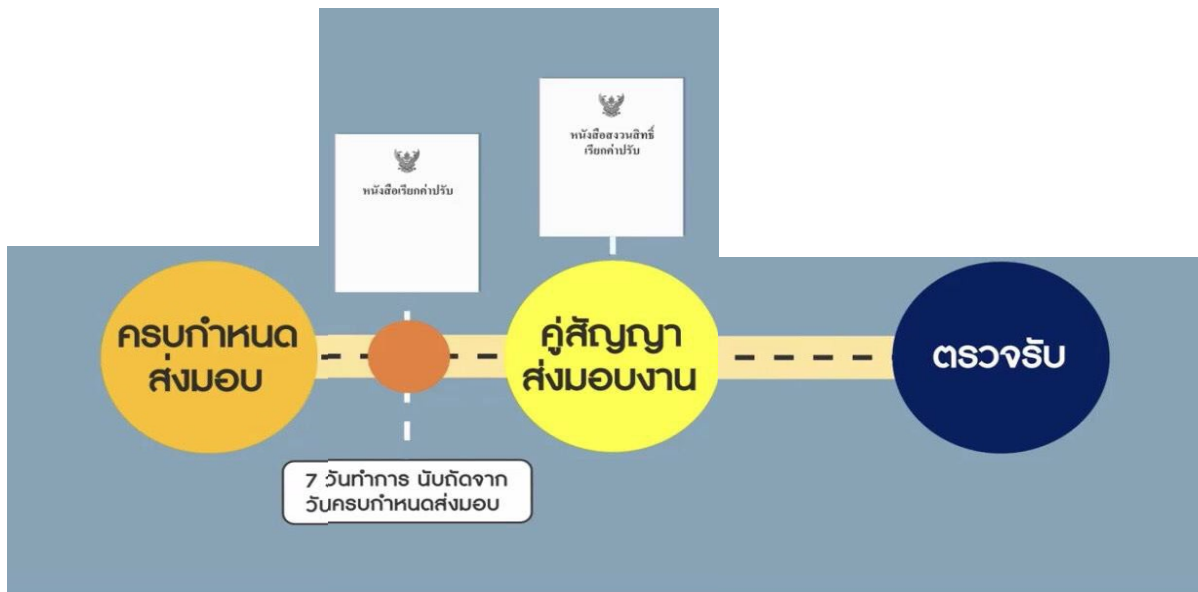 หนังสือสงวนสิทธิ์
เรียกค่าปรับ
หนังสือเรียกค่าปรับ
ครบกำหนด
ส่งมอบ
คู่สัญญา
ส่งมอบงาน
ตรวจรับ
7 วันทำการ นับถัดจาก
วันครบกำหนดส่งมอบ